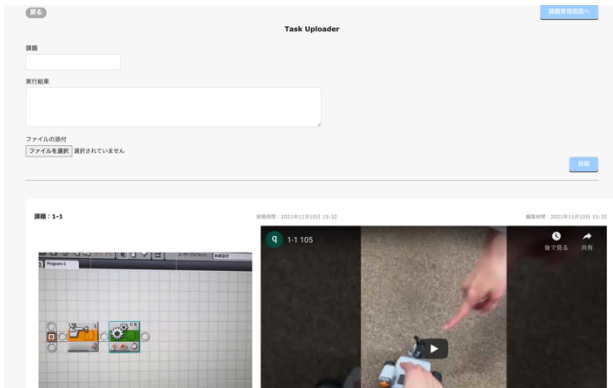 戻る
課題管理画面へ
Task Uploader
課題
実行結果
ファイルの添付
ファイルを選択 選択されていません
投稿
課題：1-1
投稿時間：2021年11月10日 15:32
編集時間：2021年11月10日 15:32
Program-1
q 1-1 105
後で見る 共有